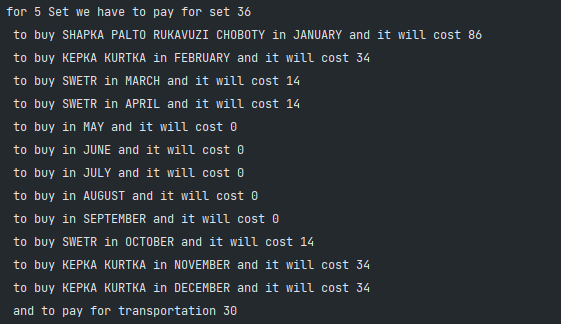 for 5 Set we have to pay for set 36
to buy SHAPKA PALTO RUKAVUZI CHOBOTY in JANUARY and it will cost 86
to buy KEPKA KURTKA in FEBRUARY and it will cost 34
to buy SWETR in MARCH and it will cost 14
to buy SWETR in APRIL and it will cost 14
to buy in MAY and it will cost 0
to buy in JUNE and it will cost 0
to buy in JULY and it will cost 0
to buy in AUGUST and it will cost 0
to buy in SEPTEMBER and it will cost 0
to buy SWETR in OCTOBER and it will cost 14
to buy KEPKA KURTKA in NOVEMBER and it will cost 34
to buy KEPKA KURTKA in DECEMBER and it will cost 34
and to pay for transportation 30